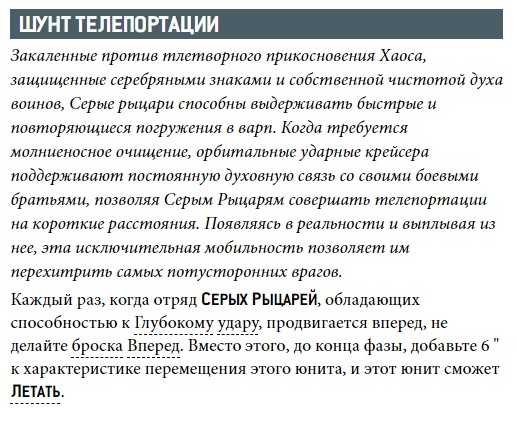 ШУНТ ТЕЛЕПОРТАЦИИ
Закаленные против тлетворного прикосновения Хаоса,
защищенные серебряными знаками и собственной чистотой духа
воинов, Серые рыцари способны выдерживать быстрые и
повторяющиеся погружения в варп. Когда требуется
молниеносное очищение, орбитальные ударные крейсера
поддерживают постоянную духовную связь со своими боевыми
братьями, позволяя Серым Рыцарям совершать телепортации
на короткие расстояния. Появляясь в реальности и выплывая из
нее, эта исключительная мобильность позволяет им
перехитрить самых потусторонних врагов.
Каждый раз, когда отряд СЕРЫХ РЫЦАРЕЙ, обладающих
способностью к Глубокому удару, продвигается вперед, не
делайте броска Вперед. Вместо этого, до конца фазы, добавьте 6 "
к характеристике перемещения этого юнита, и этот юнит сможет
ЛЕТАТЬ.